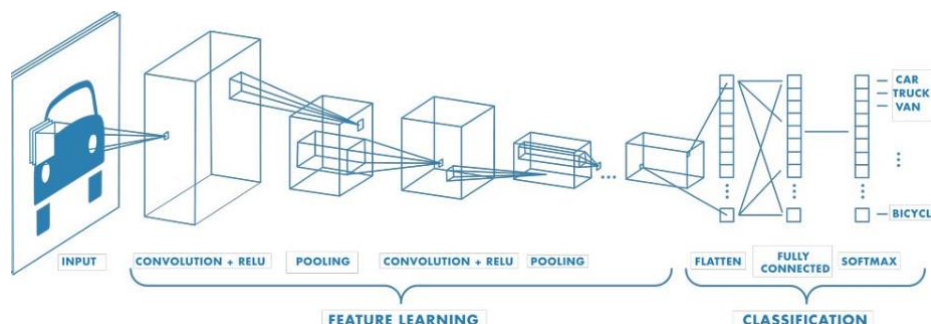 CAR
TRUCK
VAN
BICYCL
INPUT
CONVOLUTION + RELU
POOLING
CONVOLUTION + RELU
POOLING
FLATTEN
FULLY
CONNECTED
SOFTMAX
FEATURE LEARNING
CLASSIFICATION